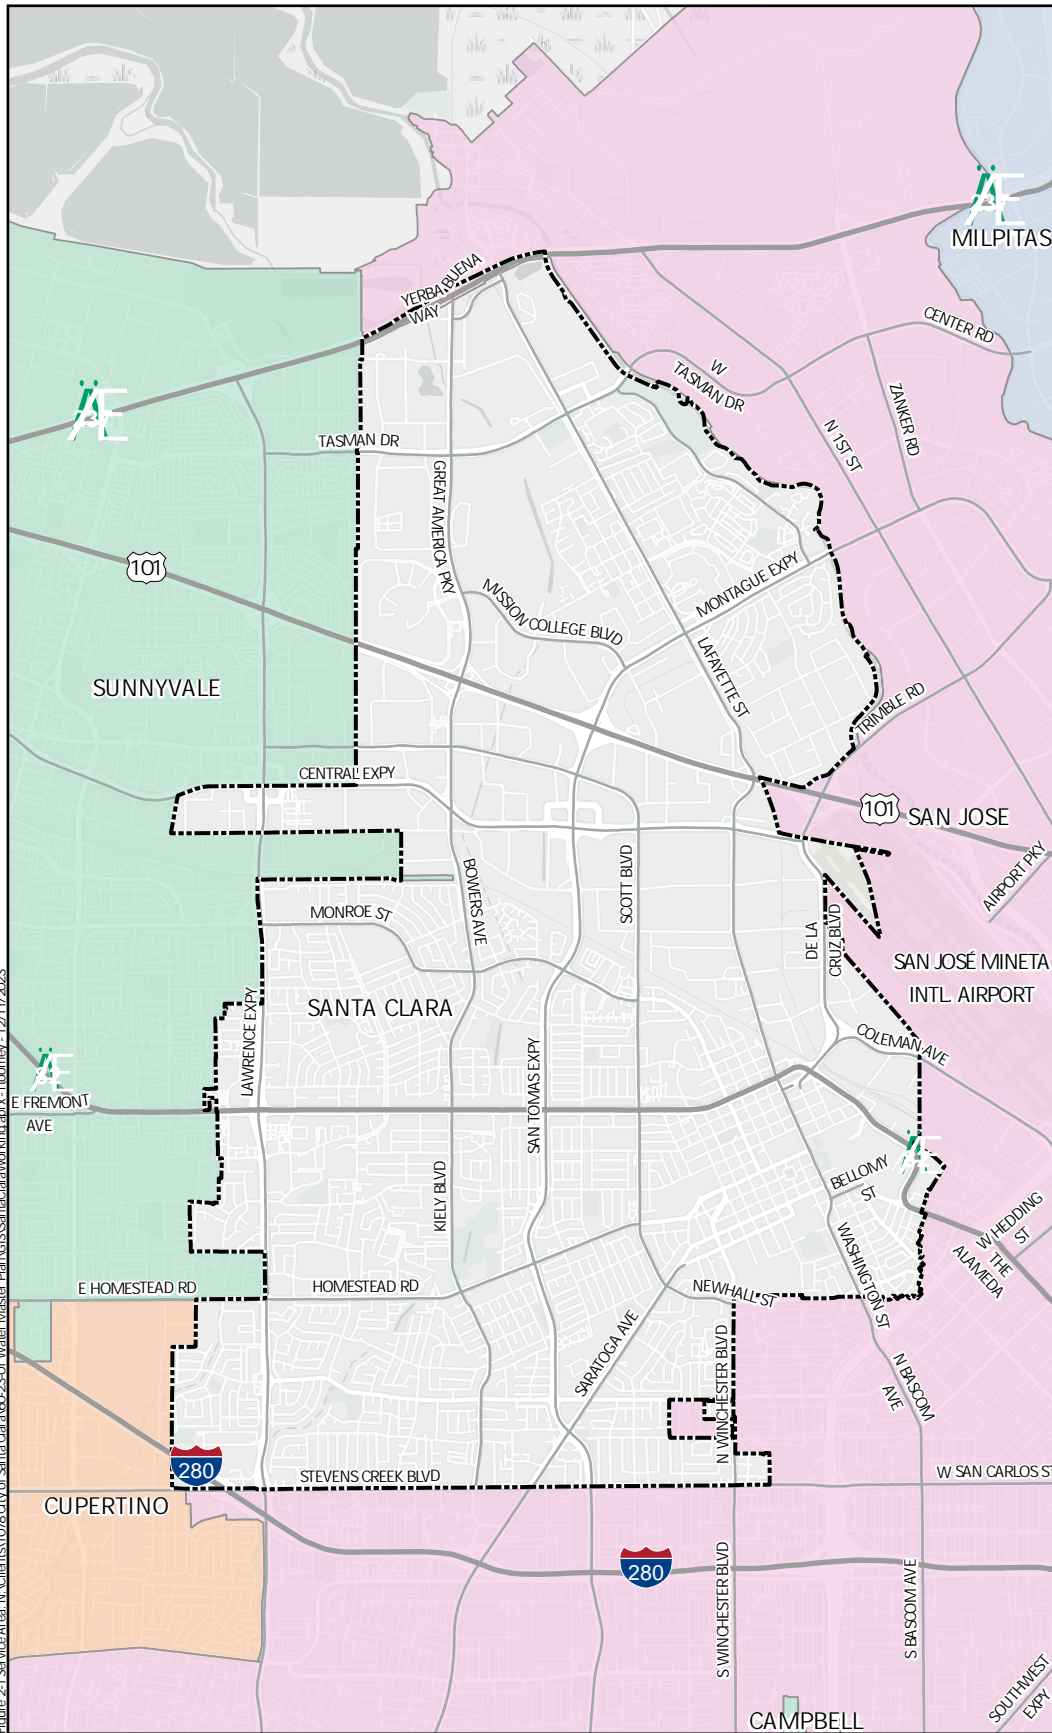 MILPITAS
YERBA BUENA
WAY
CENTER RD
W
TASMAN DR
ZANKER RD
N 1ST ST
TASMAN DR
GREAT AMERICA PKY
101
MISSION COLLEGE BLVD
MONTAGUE EXPY
LAFAYETTE ST
SUNNYVALE
TRIMBLE RD
CENTRAL EXPY
101
SAN JOSE
AIRPORT PKY
BOWERS AVE
SCOTT BLVD
MONROE ST
DE LA
CRUZ BLVD
SAN JOSÉ MINETA
INTL. AIRPORT
SANTA CLARA
LAWRENCE EXPY
COLEMAN AVE
SAN TOMAS EXPY
E FREMONT
AVE
KIELY BLVD
BELLOMY
ST
W HEDDING
ST
THE
ALAMEDA
WASHINGTON ST
E HOMESTEAD RD
HOMESTEAD RD
NEWHALL ST
SARATOGA AVE
N WINCHESTER BLVD
N BASCOM
AVE
280
STEVENS CREEK BLVD
W SAN CARLOS ST
CUPERTINO
280
S WINCHESTER BLVD
S BASCOM AVE
SOUTHWEST
EXPY
CAMPBELL